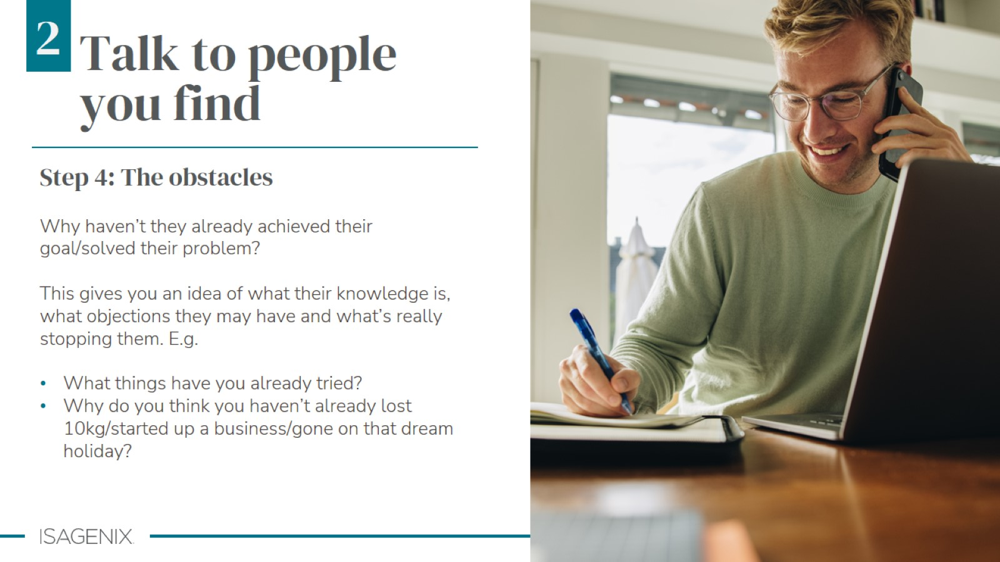 2
Talk to people
you find
Step 4: The obstacles
Why haven’t they already achieved their
goal/solved their problem?
This gives you an idea of what their knowledge is,
what objections they may have and what’s really
stopping them. E.g.
• What things have you already tried?
• Why do you think you haven’t already lost
10kg/started up a business/gone on that dream
holiday?
ISAGENIX